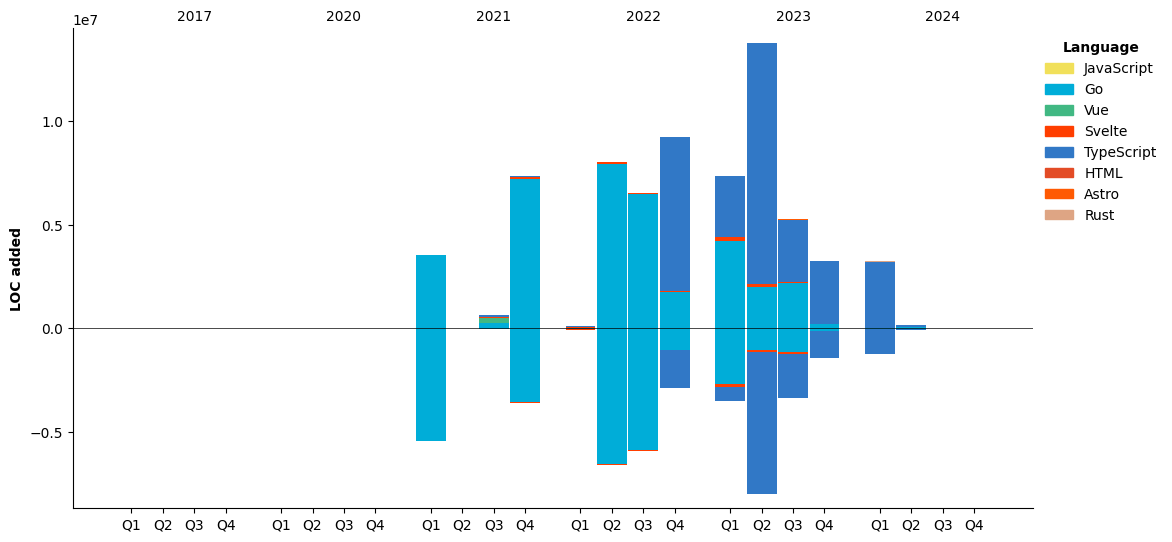 1e7
2017 2020 2021 2022 2023 2024
Language
JavaScript
Go
Vue
Svelte
TypeScript
HTML
Astro
Rust
LOC added
1.0
0.5
0.0
−0.5
Q1 Q2 Q3 Q4 Q1 Q2 Q3 Q4 Q1 Q2 Q3 Q4 Q1 Q2 Q3 Q4 Q1 Q2 Q3 Q4 Q1 Q2 Q3 Q4